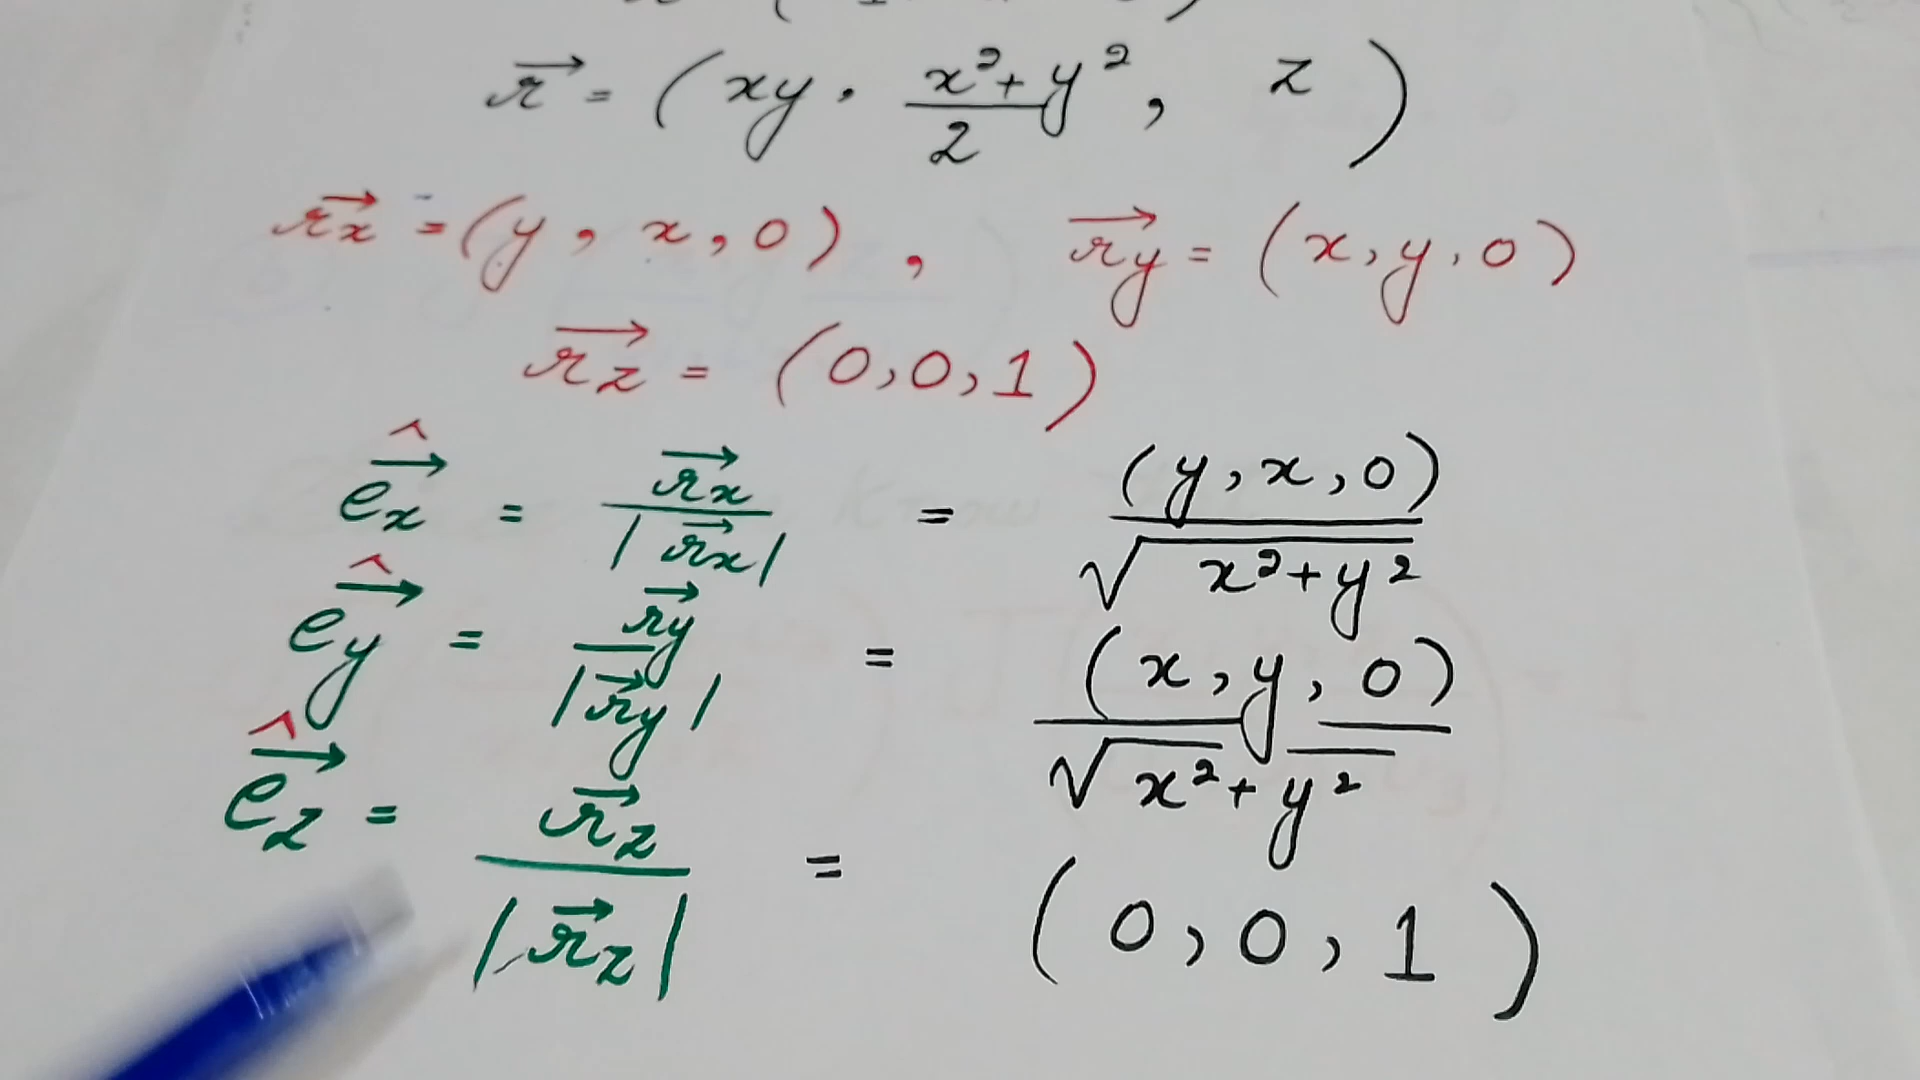 r⃗ = (xy, (x²+y²)/2, z)
r⃗x = (y, x, 0), r⃗y = (x, y, 0)
r⃗z = (0,0,1)
ê⃗x = r⃗x / |r⃗x| = (y, x, 0) / √(x²+y²)
ê⃗y = r⃗y / |r⃗y| = (x, y, 0) / √(x²+y²)
ê⃗z = r⃗z / |r⃗z| = (0, 0, 1)